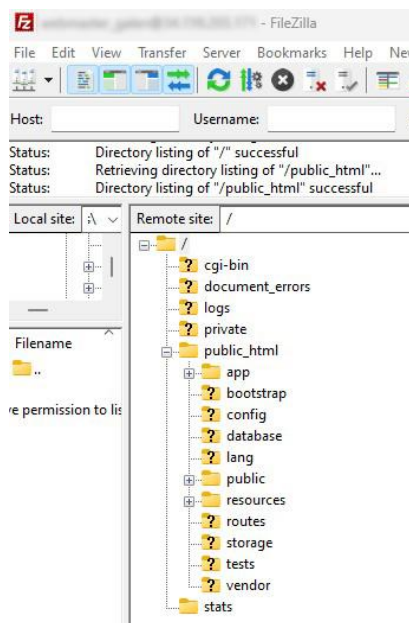 - FileZilla
File Edit View Transfer Server Bookmarks Help
Host: Username:
Status: Directory listing of "/" successful
Status: Retrieving directory listing of "/public_html"...
Status: Directory listing of "/public_html" successful
Local site: :\
Remote site: /
/
cgi-bin
document_errors
logs
private
public_html
app
bootstrap
config
database
lang
public
resources
routes
storage
tests
vendor
stats
Filename
..
permission to